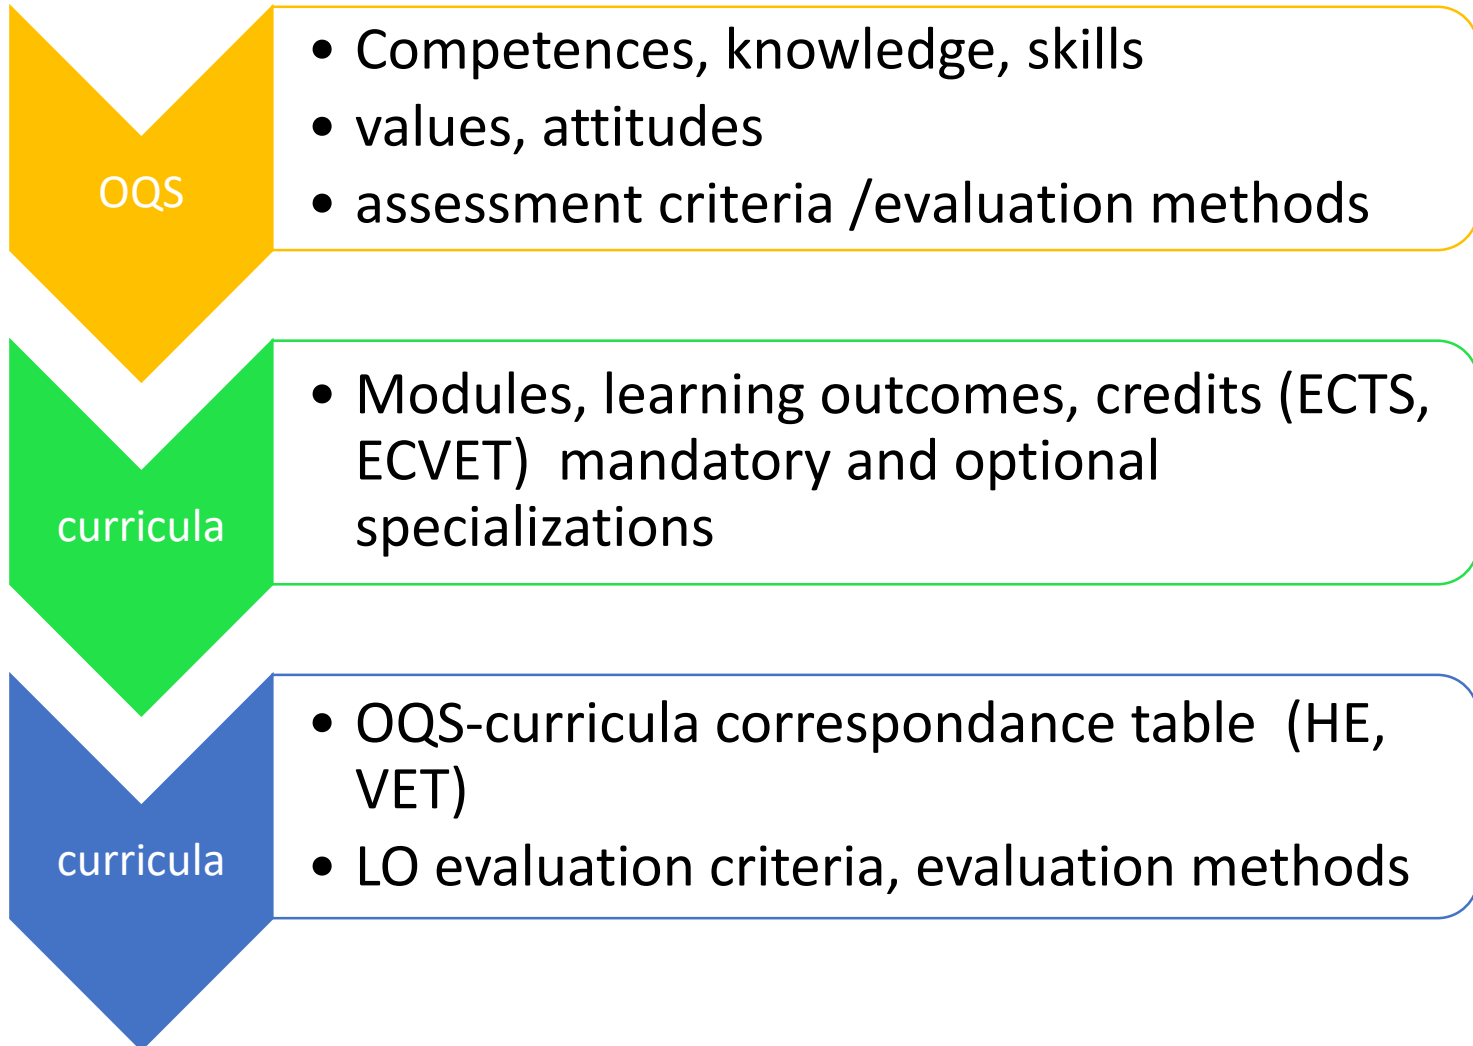 OQS
• Competences, knowledge, skills
• values, attitudes
• assessment criteria /evaluation methods
curricula
• Modules, learning outcomes, credits (ECTS,
ECVET)  mandatory and optional
specializations
curricula
• OQS-curricula correspondance table  (HE,
VET)
• LO evaluation criteria, evaluation methods